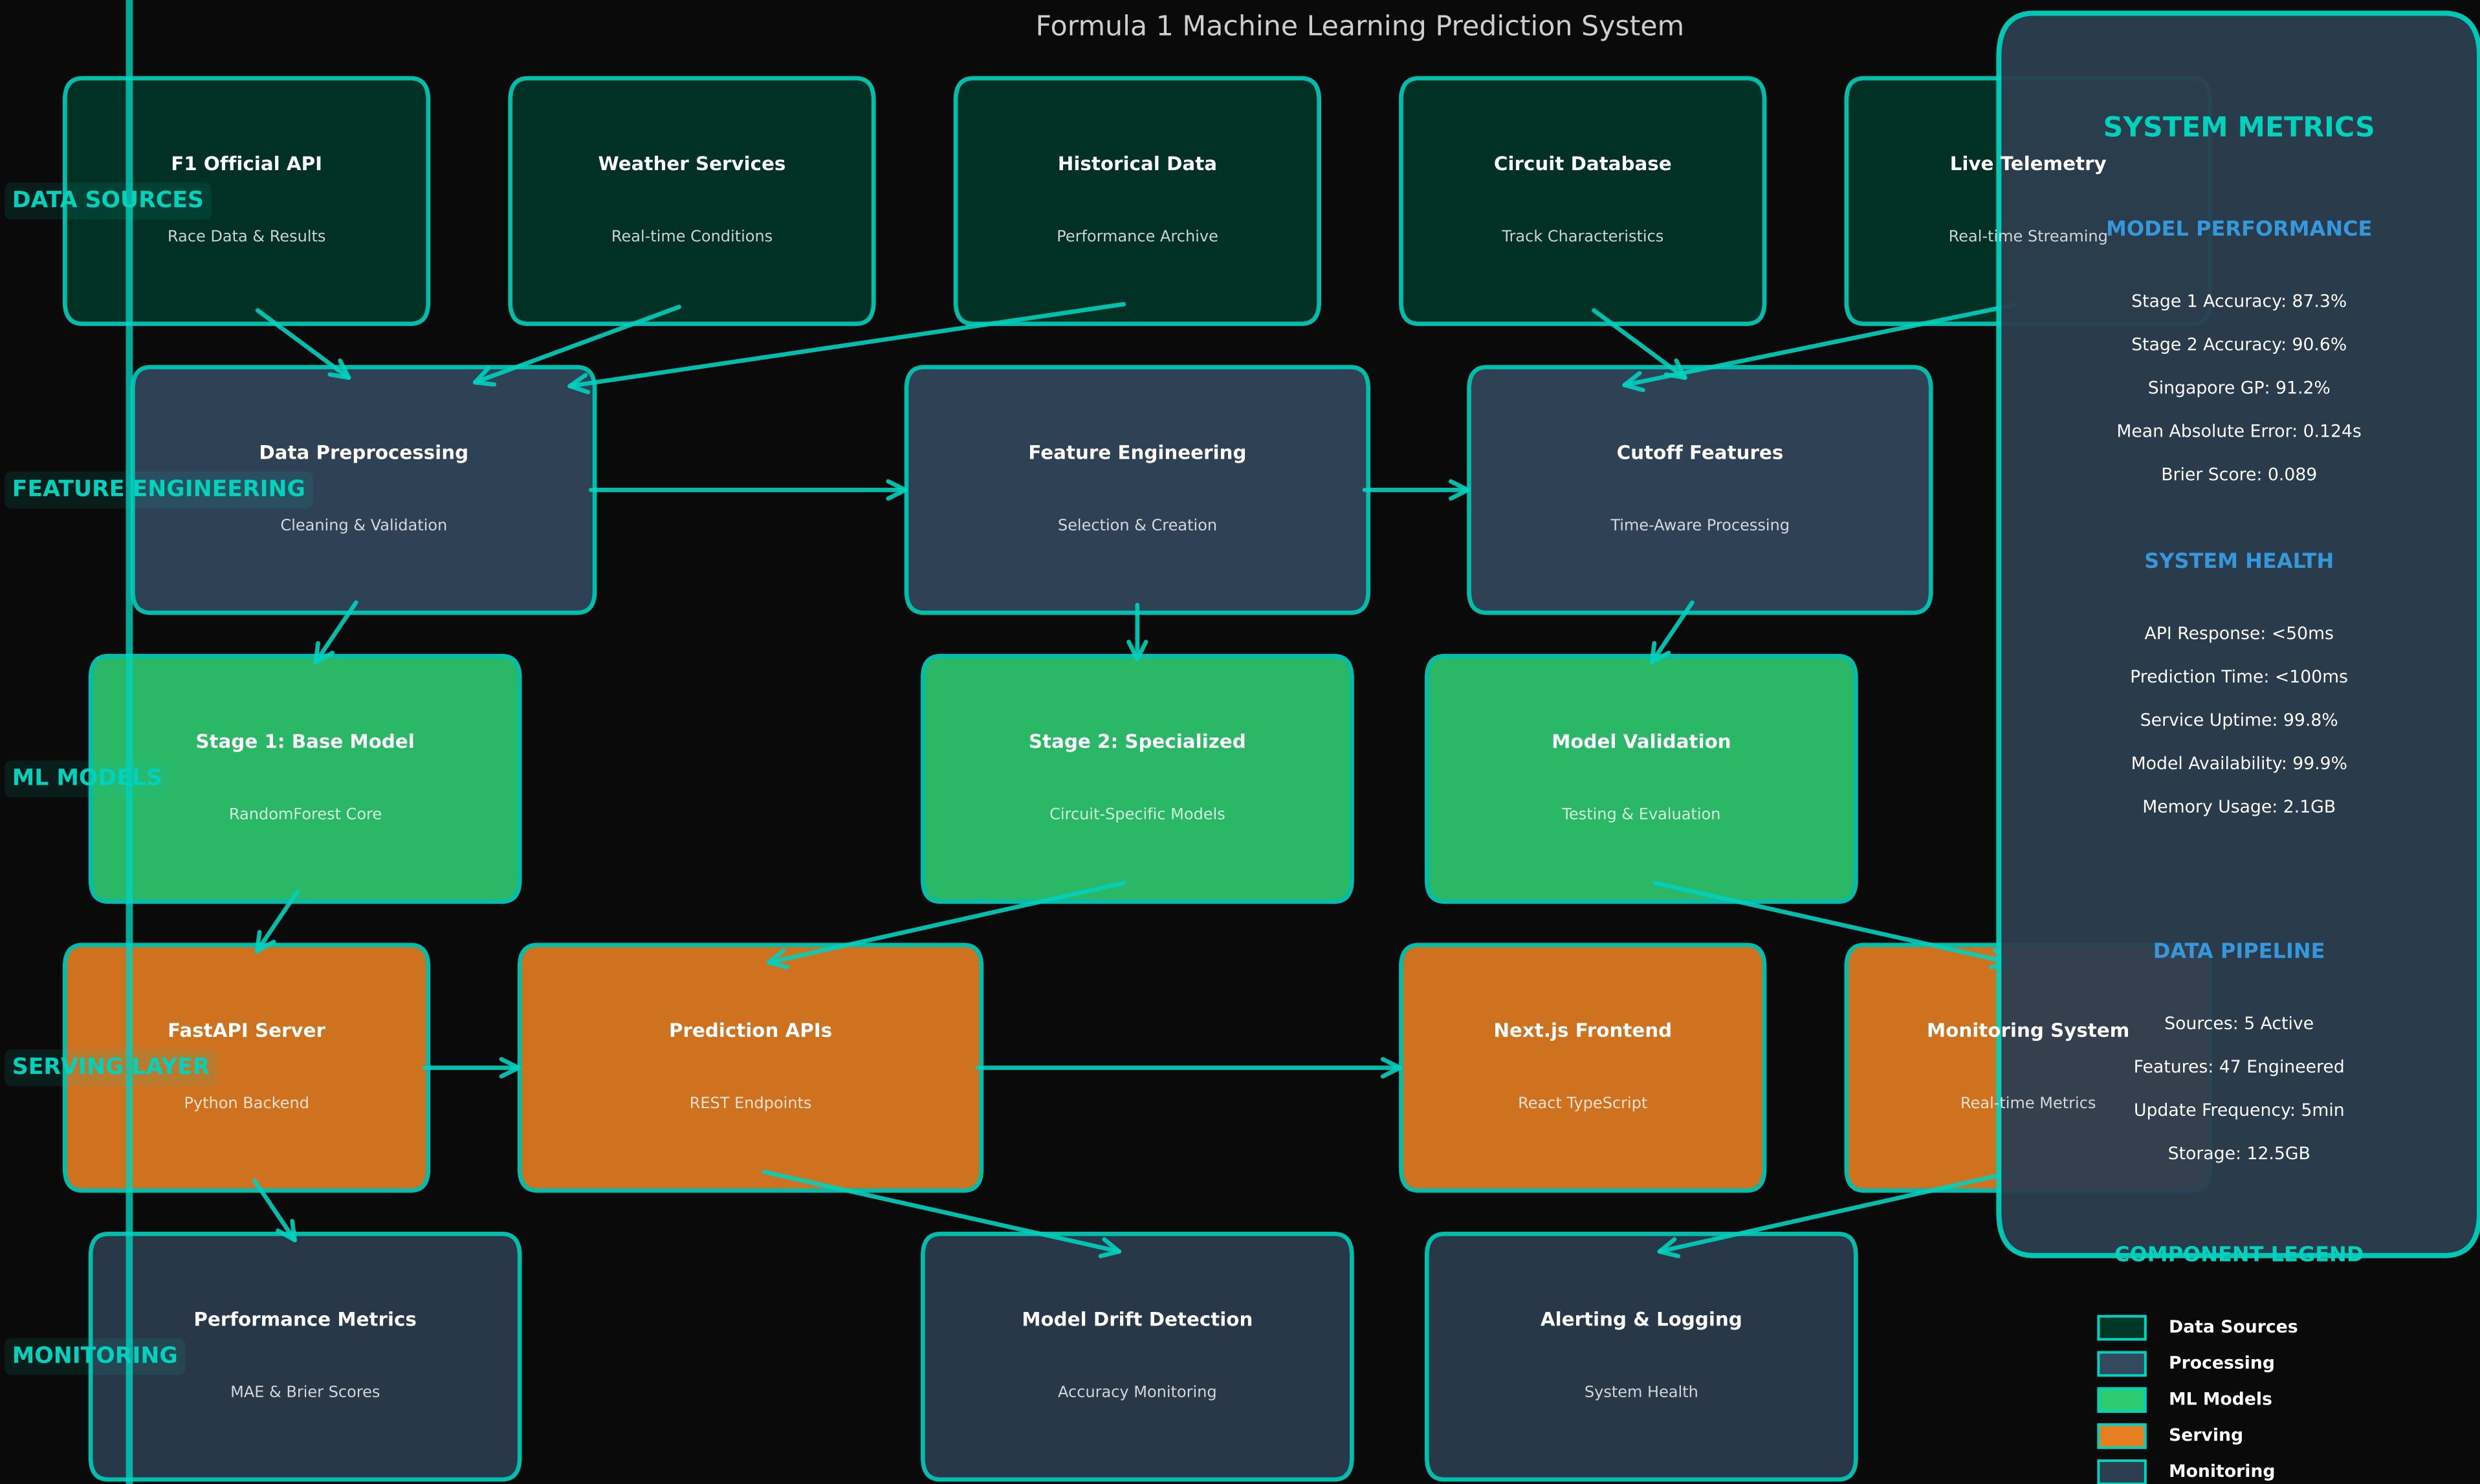 Formula 1 Machine Learning Prediction System
DATA SOURCES
F1 Official API
Race Data & Results
Weather Services
Real-time Conditions
Historical Data
Performance Archive
Circuit Database
Track Characteristics
Live Telemetry
Real-time Streaming
FEATURE ENGINEERING
Data Preprocessing
Cleaning & Validation
Feature Engineering
Selection & Creation
Cutoff Features
Time-Aware Processing
ML MODELS
Stage 1: Base Model
RandomForest Core
Stage 2: Specialized
Circuit-Specific Models
Model Validation
Testing & Evaluation
SERVING LAYER
FastAPI Server
Python Backend
Prediction APIs
REST Endpoints
Next.js Frontend
React TypeScript
Monitoring System
Real-time Metrics
MONITORING
Performance Metrics
MAE & Brier Scores
Model Drift Detection
Accuracy Monitoring
Alerting & Logging
System Health
SYSTEM METRICS
MODEL PERFORMANCE
Stage 1 Accuracy: 87.3%
Stage 2 Accuracy: 90.6%
Singapore GP: 91.2%
Mean Absolute Error: 0.124s
Brier Score: 0.089
SYSTEM HEALTH
API Response: <50ms
Prediction Time: <100ms
Service Uptime: 99.8%
Model Availability: 99.9%
Memory Usage: 2.1GB
DATA PIPELINE
Sources: 5 Active
Features: 47 Engineered
Update Frequency: 5min
Storage: 12.5GB
COMPONENT LEGEND
Data Sources
Processing
ML Models
Serving
Monitoring